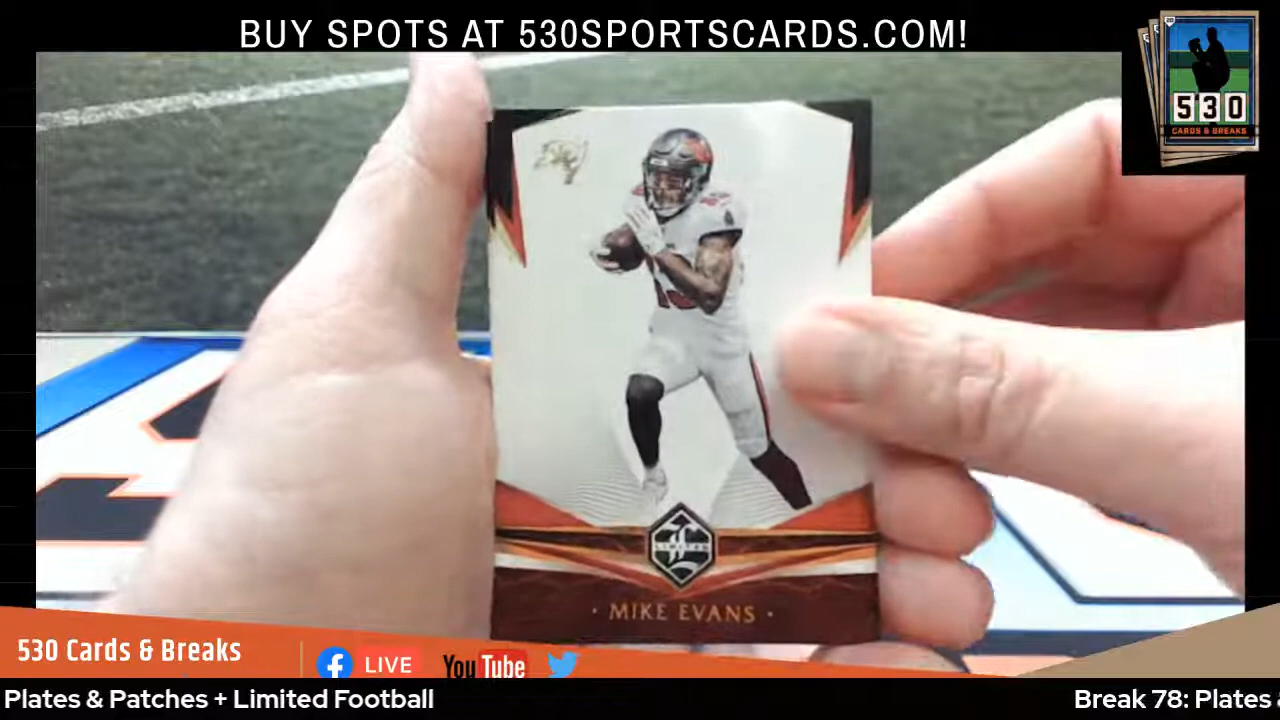 BUY SPOTS AT 530SPORTSCARDS.COM!
530
CARDS & BREAKS
LIMITED
· MIKE EVANS ·
530 Cards & Breaks
LIVE
YouTube
Plates & Patches + Limited Football
Break 78: Plates